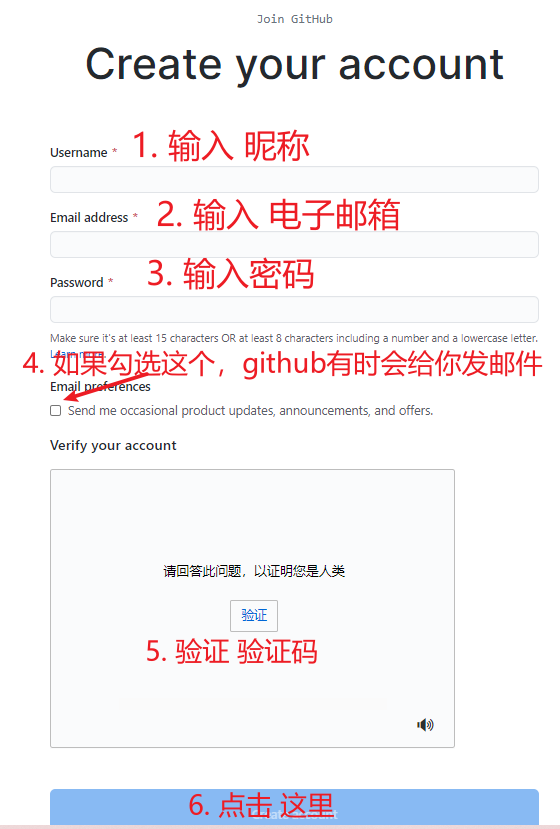 Join GitHub
Create your account
Username * 1. 输入 昵称
Email address * 2. 输入 电子邮箱
Password * 3. 输入密码
Make sure it's at least 15 characters OR at least 8 characters including a number and a lowercase letter.
Learn more.
4. 如果勾选这个，github有时会给你发邮件
Email preferences
Send me occasional product updates, announcements, and offers.
Verify your account
请回答此问题，以证明您是人类
验证
5. 验证 验证码
6. 点击 这里